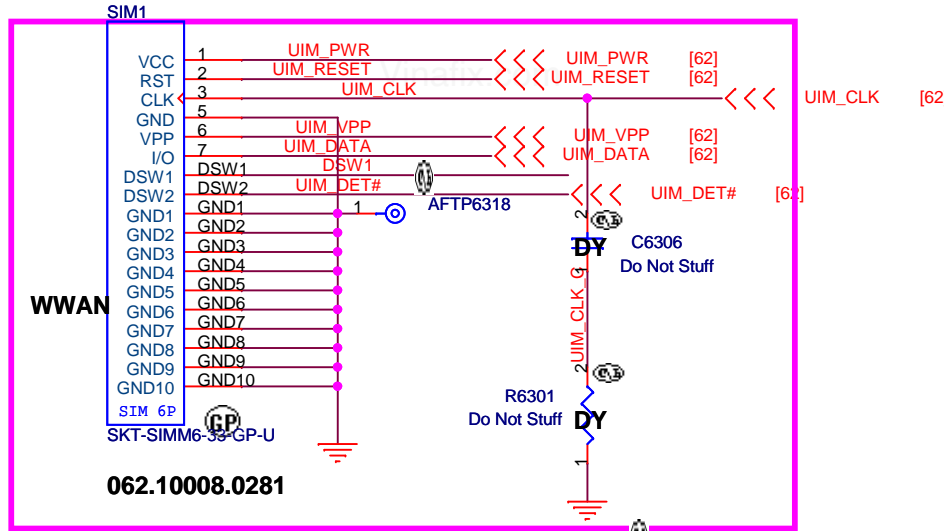 SIM1
VCC 1 UIM_PWR UIM_PWR [62]
RST 2 UIM_RESET UIM_RESET [62]
CLK 3 UIM_CLK UIM_CLK [62
GND 5
VPP 6 UIM_VPP UIM_VPP [62]
I/O 7 UIM_DATA UIM_DATA [62]
DSW1 DSW1 DSW1
DSW2 DSW2 UIM_DET# UIM_DET# [62]
GND1 GND1 1 AFTP6318
GND2 GND2
GND3 GND3
GND4 GND4
GND5 GND5
GND6 GND6
GND7 GND7
GND8 GND8
GND9 GND9
GND10 GND10
WWAN
SIM 6P
GP
SKT-SIMM6-33-GP-U
062.10008.0281
2
DY C6306
Do Not Stuff
1
UIM_CLK_C
2
R6301
Do Not Stuff DY
1
Vinafix